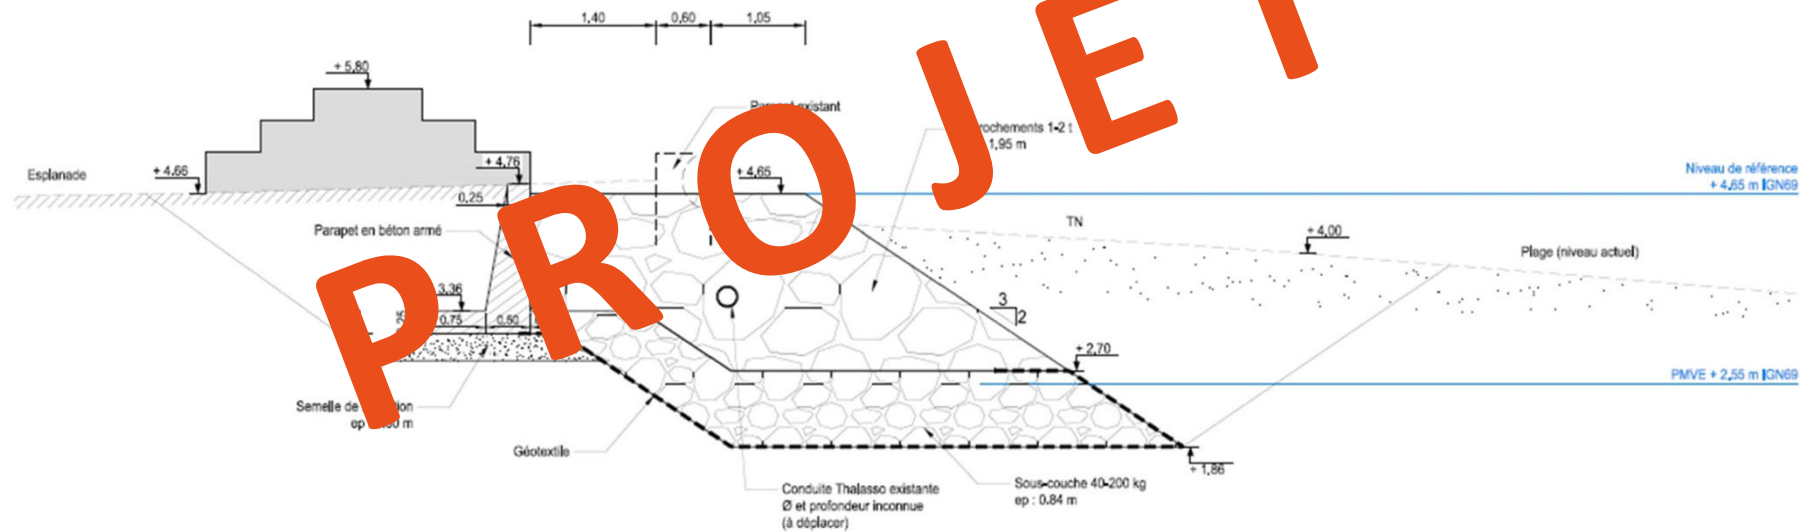 1,40
0,60
1,05
PROJET
+ 5,80
existant
1-2 t
1,95 m
Niveau de référence
+ 4,65 m IGN69
Esplanade
+ 4.66
+ 4,76
+ 4,65
0,25
TN
+ 4,00
Plage (niveau actuel)
Parapet en béton armé
3,36
0.75
0.50
3
2
+ 2,70
PMVE + 2,55 m IGN69
Semelle de
ep
m
Géotextile
+ 1,86
Conduite Thalasso existante
Ø et profondeur inconnue
(à déplacer)
Sous-couche 40-200 kg
ep : 0.84 m